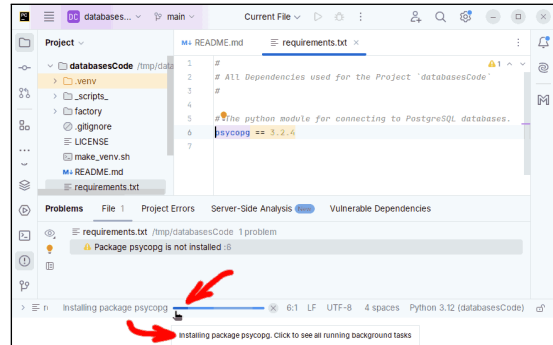 DC databases... main Current File
Project
databasesCode /tmp/data
.venv
_scripts_
factory
.gitignore
LICENSE
make_venv.sh
M↓ README.md
requirements.txt
M↓ README.md requirements.txt
1 #
2 # All Dependencies used for the Project `databasesCode`
3 #
4
5 # The python module for connecting to PostgreSQL databases.
6 psycopg == 3.2.4
7
1
Problems File 1 Project Errors Server-Side Analysis New Vulnerable Dependencies
requirements.txt /tmp/databasesCode 1 problem
Package psycopg is not installed :6
Installing package psycopg 6:1 LF UTF-8 4 spaces Python 3.12 (databasesCode)
Installing package psycopg. Click to see all running background tasks